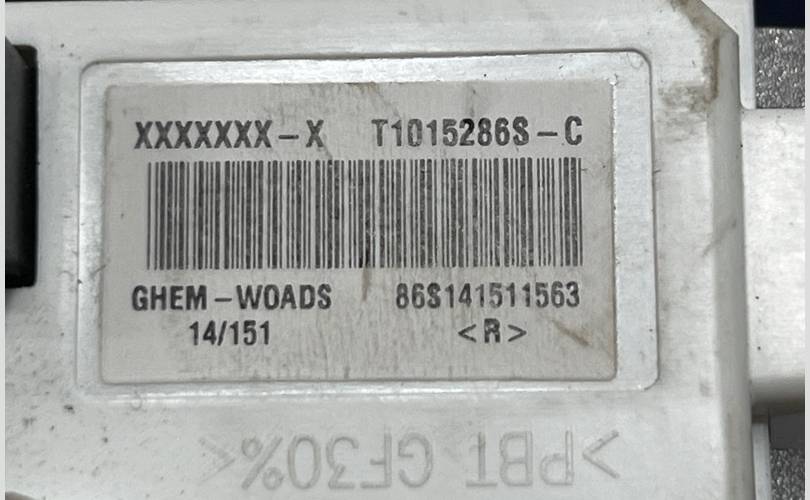 XXXXXXX-X T1015286S-C
GHEM-WOADS 86S141511563
14/151 <R>
>PBT GF30%<